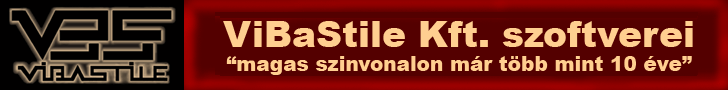 VBS
ViBASTiLE
ViBaStile Kft. szoftverei
“magas szinvonalon már több mint 10 éve”